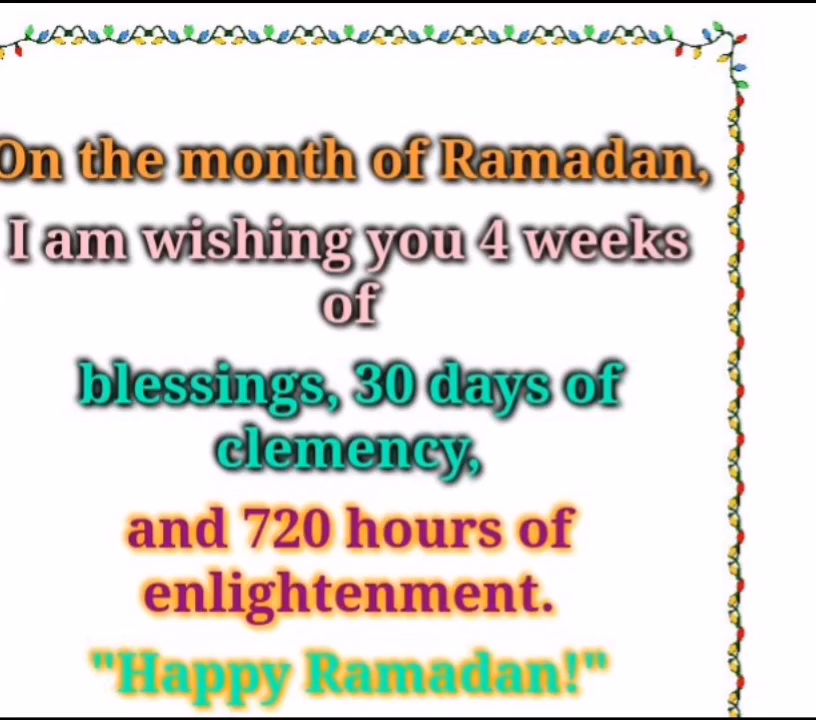 On the month of Ramadan,
I am wishing you 4 weeks
of
blessings, 30 days of
clemency,
and 720 hours of
enlightenment.
"Happy Ramadan!"